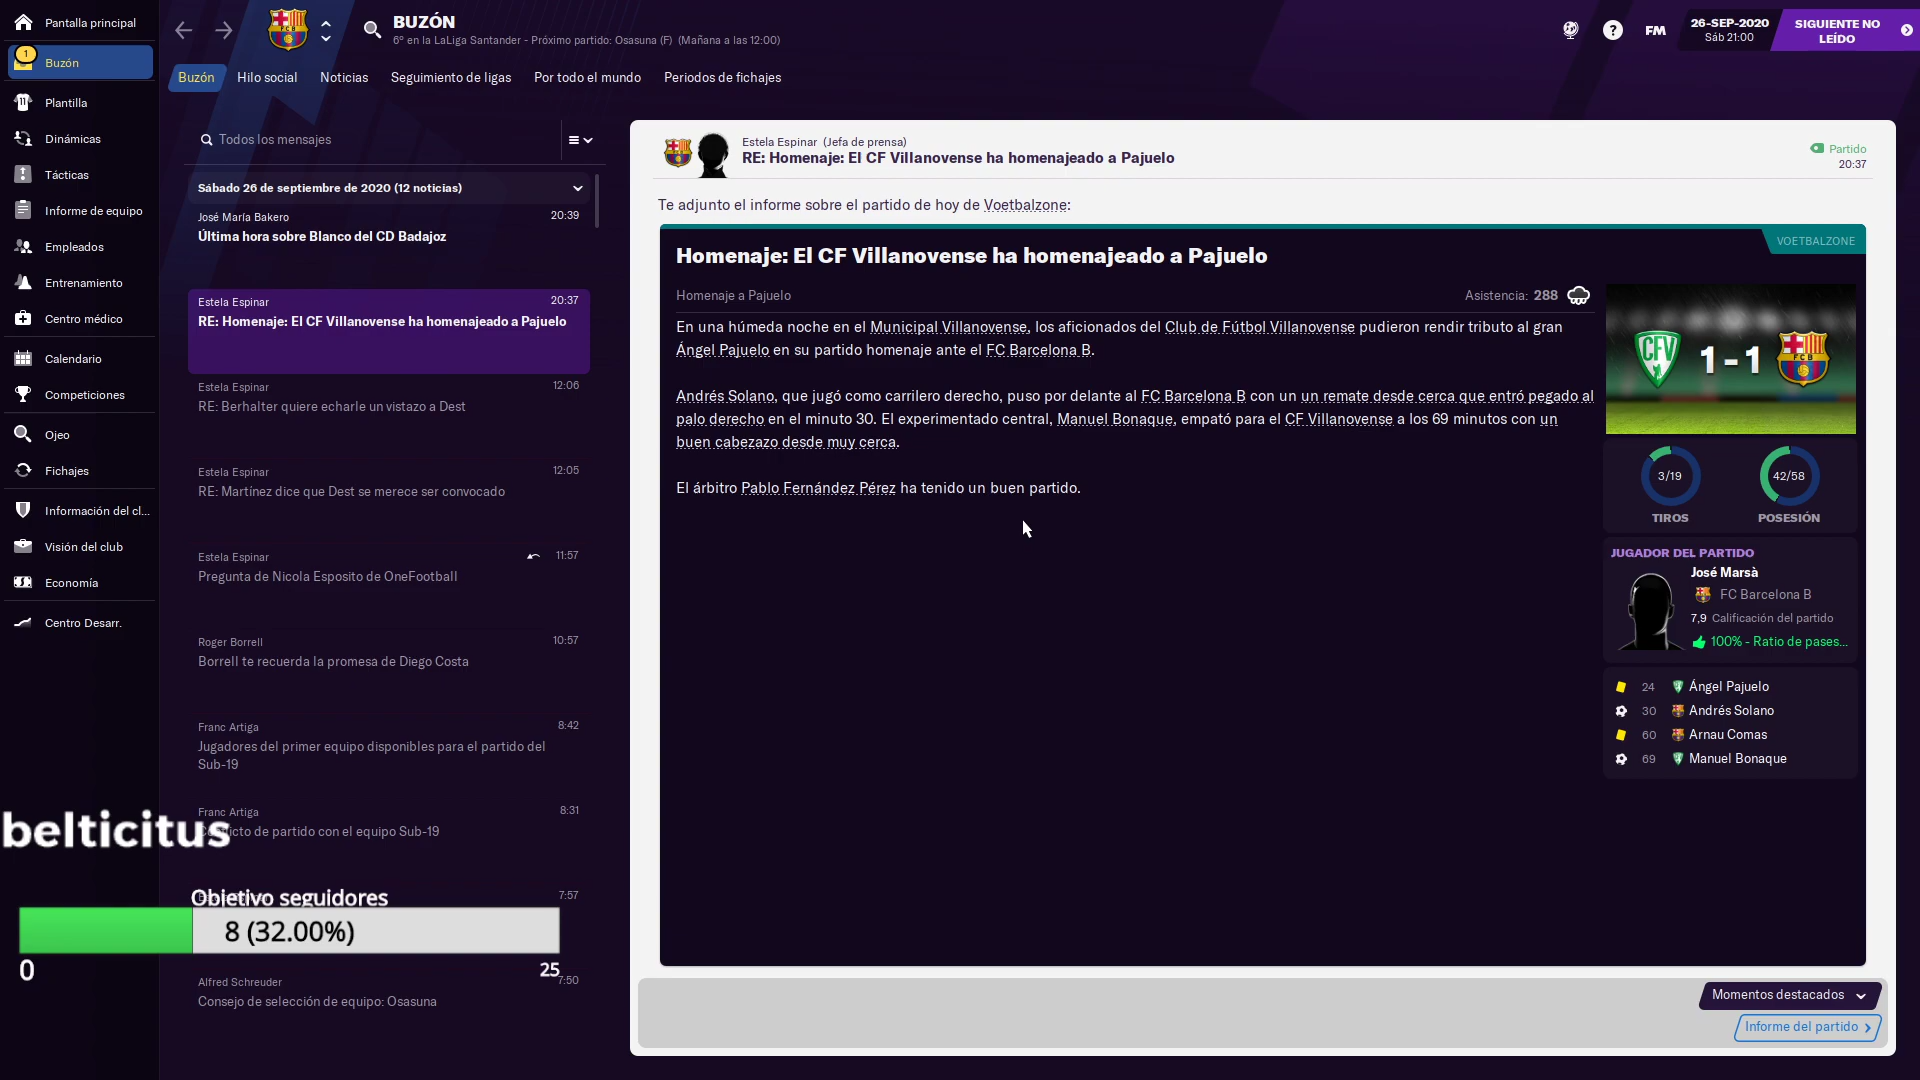 Pantalla principal
1
Buzón
Plantilla
Dinámicas
Tácticas
Informe de equipo
Empleados
Entrenamiento
Centro médico
Calendario
Competiciones
Ojeo
Fichajes
Información del cl...
Visión del club
Economía
Centro Desarr.
BUZÓN
6º en la LaLiga Santander - Próximo partido: Osasuna (F) (Mañana a las 12:00)
FM
26-SEP-2020
Sáb 21:00
SIGUIENTE NO
LEÍDO
Buzón
Hilo social
Noticias
Seguimiento de ligas
Por todo el mundo
Periodos de fichajes
Todos los mensajes
Sábado 26 de septiembre de 2020 (12 noticias)
José María Bakero
20:39
Última hora sobre Blanco del CD Badajoz
Estela Espinar
20:37
RE: Homenaje: El CF Villanovense ha homenajeado a Pajuelo
Estela Espinar
12:06
RE: Berhalter quiere echarle un vistazo a Dest
Estela Espinar
12:05
RE: Martínez dice que Dest se merece ser convocado
Estela Espinar
11:57
Pregunta de Nicola Esposito de OneFootball
Roger Borrell
10:57
Borrell te recuerda la promesa de Diego Costa
Franc Artiga
8:42
Jugadores del primer equipo disponibles para el partido del
Sub-19
Franc Artiga
8:31
Conflicto de partido con el equipo Sub-19
7:57
Alfred Schreuder
7:50
Consejo de selección de equipo: Osasuna
belticitus
Objetivo seguidores
8 (32.00%)
0
25
Estela Espinar (Jefa de prensa)
RE: Homenaje: El CF Villanovense ha homenajeado a Pajuelo
Partido
20:37
Te adjunto el informe sobre el partido de hoy de Voetbalzone:
VOETBALZONE
Homenaje: El CF Villanovense ha homenajeado a Pajuelo
Homenaje a Pajuelo
Asistencia: 288
En una húmeda noche en el Municipal Villanovense, los aficionados del Club de Fútbol Villanovense pudieron rendir tributo al gran
Ángel Pajuelo en su partido homenaje ante el FC Barcelona B.
Andrés Solano, que jugó como carrilero derecho, puso por delante al FC Barcelona B con un un remate desde cerca que entró pegado al
palo derecho en el minuto 30. El experimentado central, Manuel Bonaque, empató para el CF Villanovense a los 69 minutos con un
buen cabezazo desde muy cerca.
El árbitro Pablo Fernández Pérez ha tenido un buen partido.
CFV
1 - 1
FCB
3/19
42/58
TIROS
POSESIÓN
JUGADOR DEL PARTIDO
José Marsà
FC Barcelona B
7,9 Calificación del partido
100% - Ratio de pases...
24 Ángel Pajuelo
30 Andrés Solano
60 Arnau Comas
69 Manuel Bonaque
Momentos destacados
Informe del partido